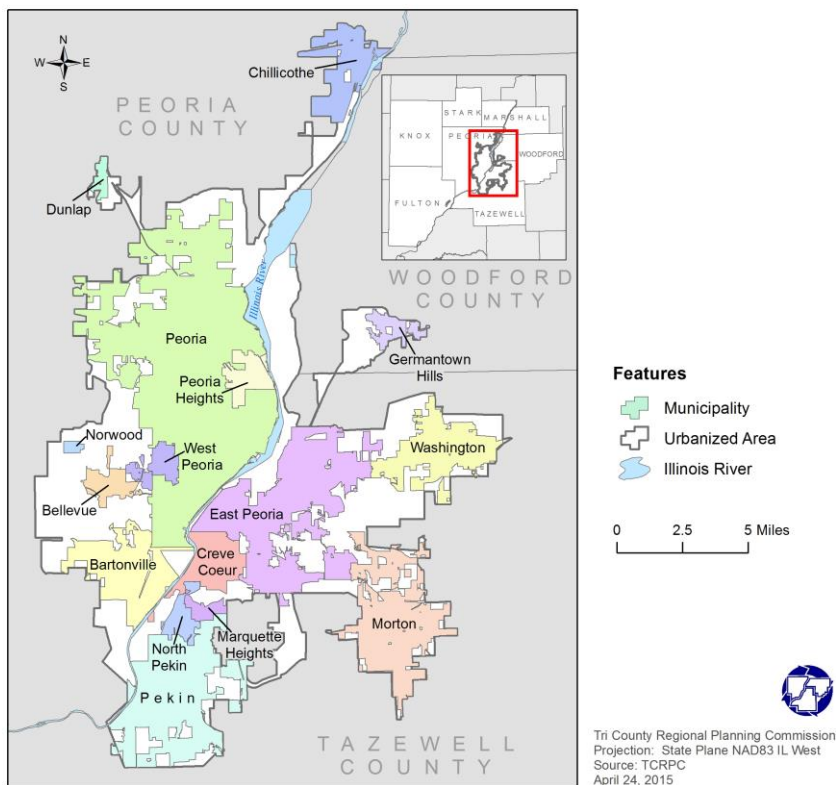 N
W E
S
Chillicothe
PEORIA
COUNTY
Dunlap
STARK
MARSHALL
KNOX
PEORIA
WOODFORD
FULTON
TAZEWELL
Illinois River
WOODFORD
COUNTY
Peoria
Germantown
Hills
Peoria
Heights
Norwood
West
Peoria
Washington
Bellevue
East Peoria
Bartonville
Creve
Coeur
Morton
Marquette
Heights
North
Pekin
Pekin
TAZEWELL
COUNTY
Features
Municipality
Urbanized Area
Illinois River
0 2.5 5 Miles
Tri County Regional Planning Commission
Projection: State Plane NAD83 IL West
Source: TCRPC
April 24, 2015